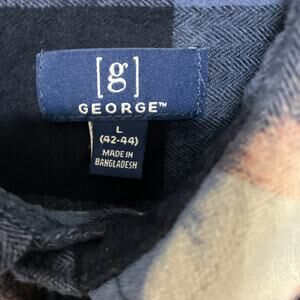 [g]
GEORGE™
L
(42-44)
MADE IN
BANGLADESH